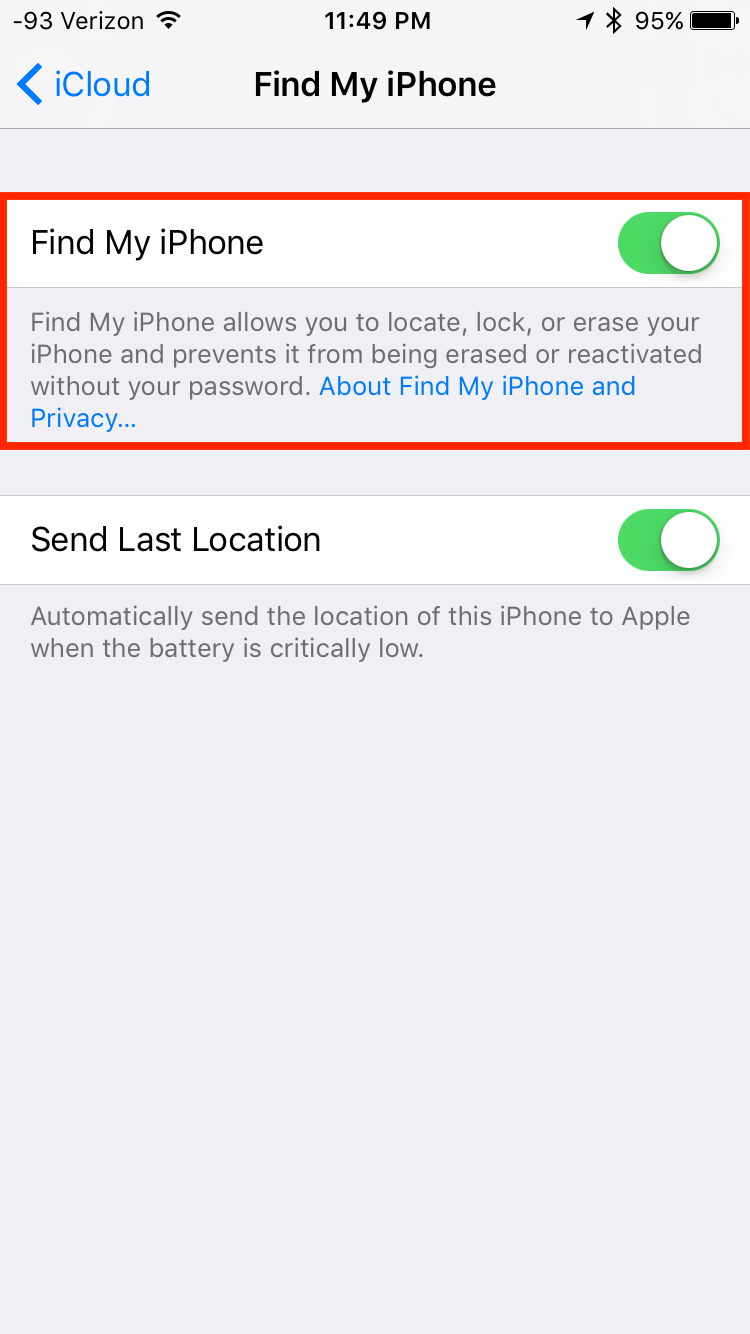 -93 Verizon 11:49 PM 95%
iCloud Find My iPhone
Find My iPhone
Find My iPhone allows you to locate, lock, or erase your
iPhone and prevents it from being erased or reactivated
without your password. About Find My iPhone and
Privacy...
Send Last Location
Automatically send the location of this iPhone to Apple
when the battery is critically low.